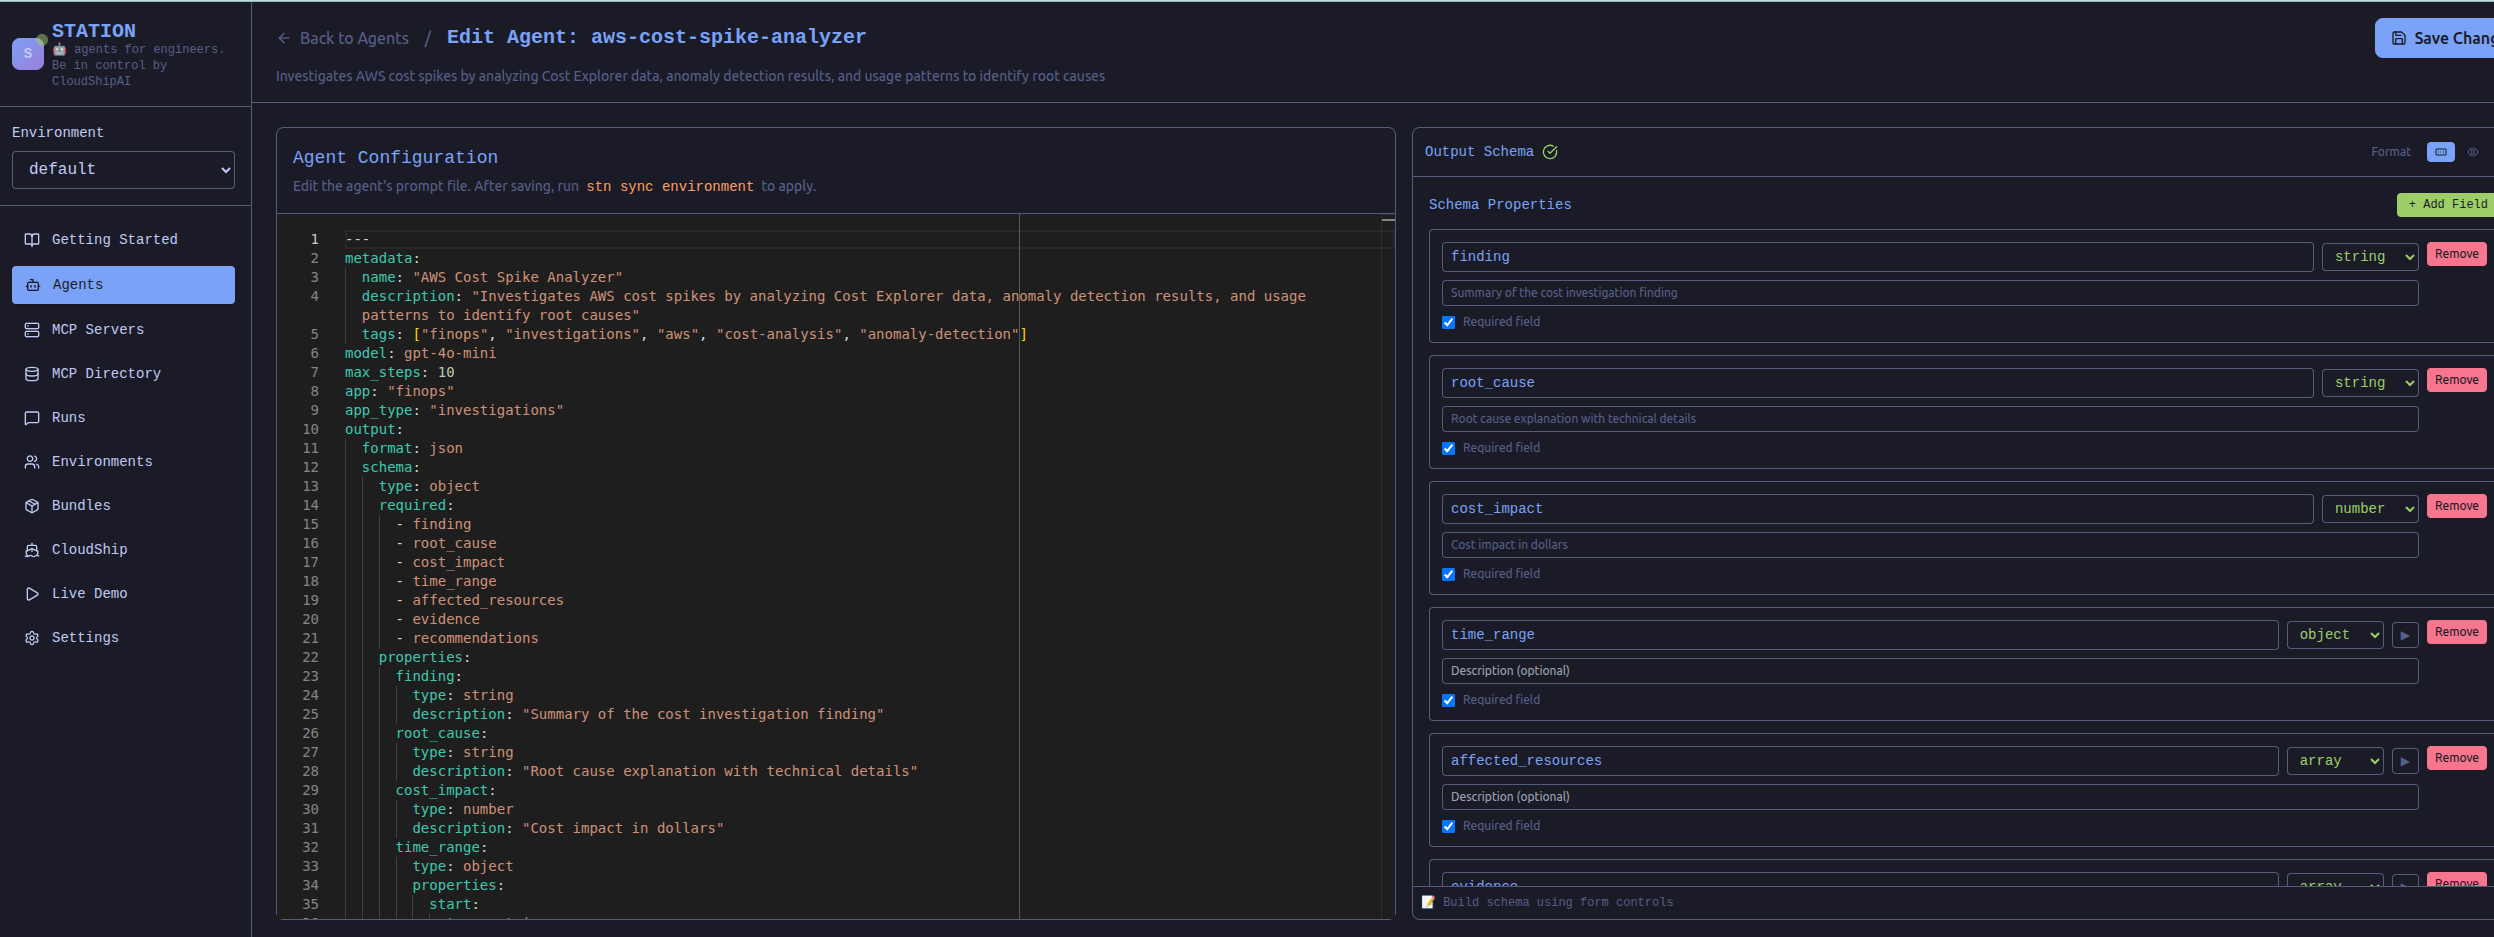 STATION
🤖 agents for engineers.
Be in control by
CloudShipAI
S
Environment
default
Getting Started
Agents
MCP Servers
MCP Directory
Runs
Environments
Bundles
CloudShip
Live Demo
Settings
← Back to Agents / Edit Agent: aws-cost-spike-analyzer
Investigates AWS cost spikes by analyzing Cost Explorer data, anomaly detection results, and usage patterns to identify root causes
Save Chang
Agent Configuration
Edit the agent's prompt file. After saving, run stn sync environment to apply.
1 ---
2 metadata:
3   name: "AWS Cost Spike Analyzer"
4   description: "Investigates AWS cost spikes by analyzing Cost Explorer data, anomaly detection results, and usage
  patterns to identify root causes"
5   tags: ["finops", "investigations", "aws", "cost-analysis", "anomaly-detection"]
6 model: gpt-4o-mini
7 max_steps: 10
8 app: "finops"
9 app_type: "investigations"
10 output:
11   format: json
12   schema:
13     type: object
14     required:
15       - finding
16       - root_cause
17       - cost_impact
18       - time_range
19       - affected_resources
20       - evidence
21       - recommendations
22     properties:
23       finding:
24         type: string
25         description: "Summary of the cost investigation finding"
26       root_cause:
27         type: string
28         description: "Root cause explanation with technical details"
29       cost_impact:
30         type: number
31         description: "Cost impact in dollars"
32       time_range:
33         type: object
34         properties:
35           start:
Output Schema
Format
Schema Properties
+ Add Field
finding string Remove
Summary of the cost investigation finding
Required field
root_cause string Remove
Root cause explanation with technical details
Required field
cost_impact number Remove
Cost impact in dollars
Required field
time_range object ▶ Remove
Description (optional)
Required field
affected_resources array ▶ Remove
Description (optional)
Required field
evidence array Remove
📝 Build schema using form controls